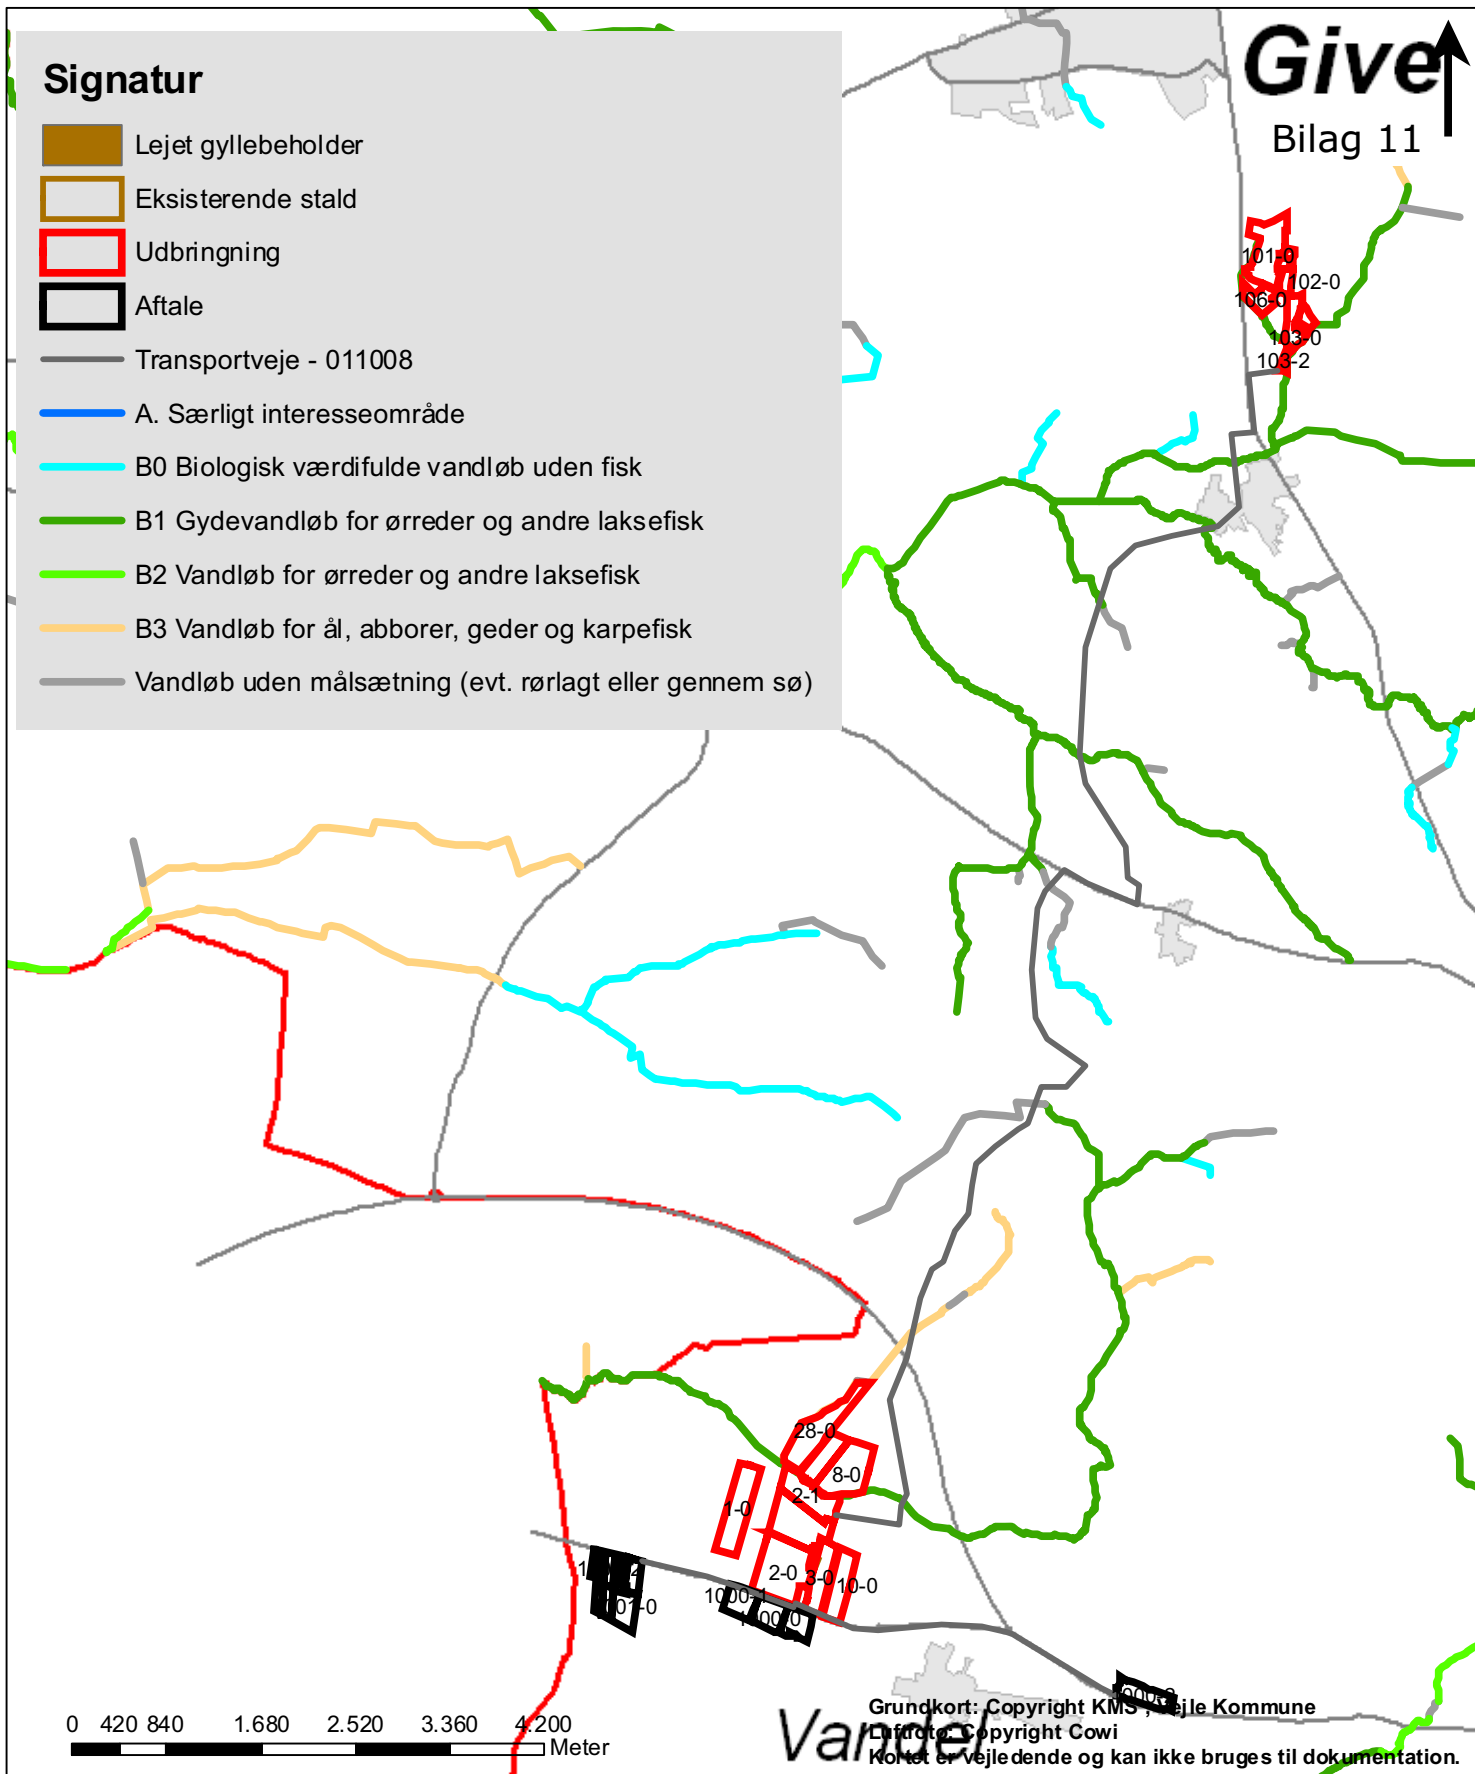 Give
Bilag 11
Signatur
Lejet gyllebeholder
Eksisterende stald
Udbringning
Aftale
Transportveje - 011008
A. Særligt interesseområde
B0 Biologisk værdifulde vandløb uden fisk
B1 Gydevandløb for ørreder og andre laksefisk
B2 Vandløb for ørreder og andre laksefisk
B3 Vandløb for ål, abborer, geder og karpefisk
Vandløb uden målsætning (evt. rørlagt eller gennem sø)
101-0
102-0
106-0
103-0
103-2
28-0
8-0
2-1
1-0
2-0
3-0
10-0
1000-1
0 420 840 1.680 2.520 3.360 4.200
Meter
Vandel
Grundkort: Copyright KMS, Vejle Kommune
Luftfoto: Copyright Cowi
Kortet er vejledende og kan ikke bruges til dokumentation.